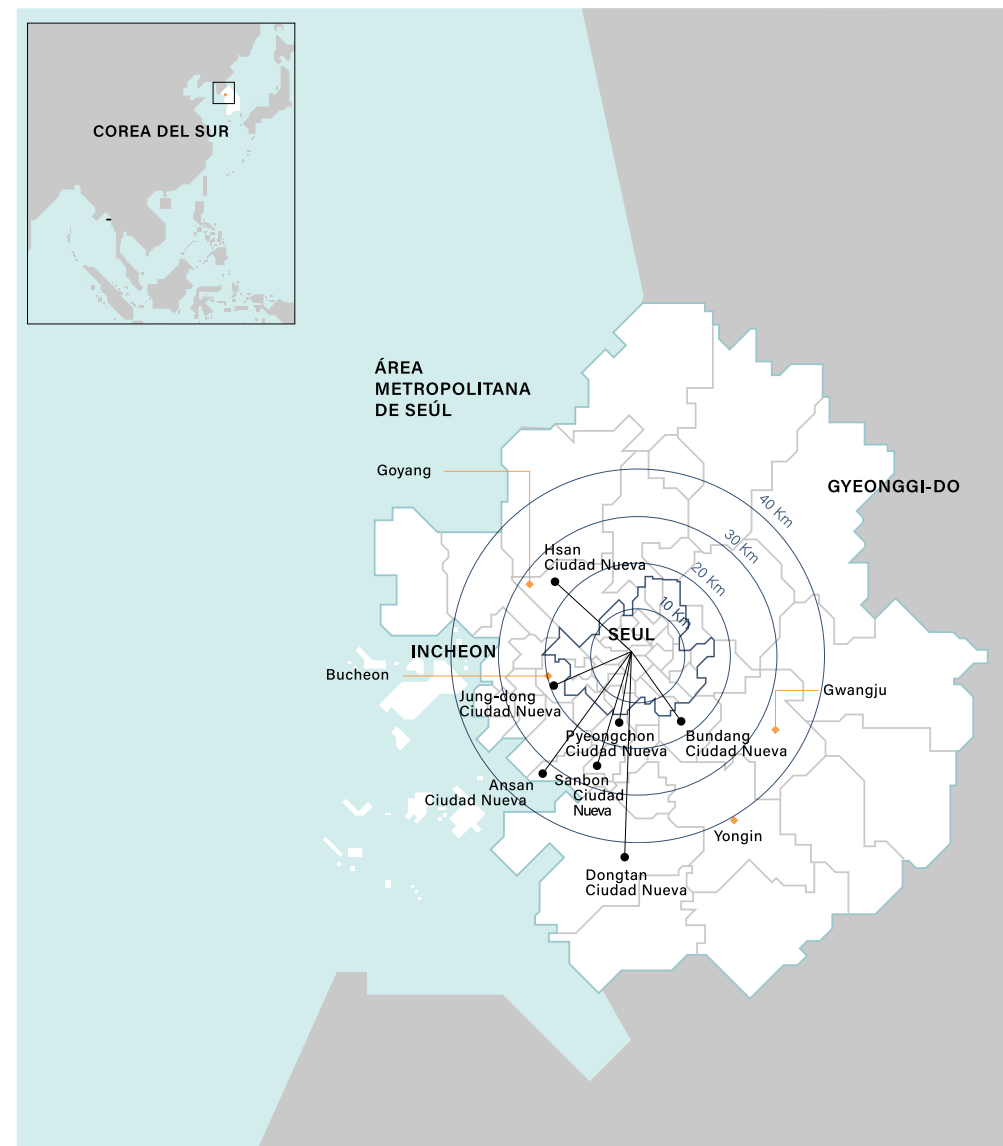 COREA DEL SUR
ÁREA
METROPOLITANA
DE SEÚL
Goyang
GYEONGGI-DO
40 Km
30 Km
20 Km
10 Km
Hsan
Ciudad Nueva
SEUL
INCHEON
Bucheon
Jung-dong
Ciudad Nueva
Gwangju
Pyeongchon
Ciudad Nueva
Bundang
Ciudad Nueva
Ansan
Ciudad Nueva
Sanbon
Ciudad
Nueva
Yongin
Dongtan
Ciudad Nueva